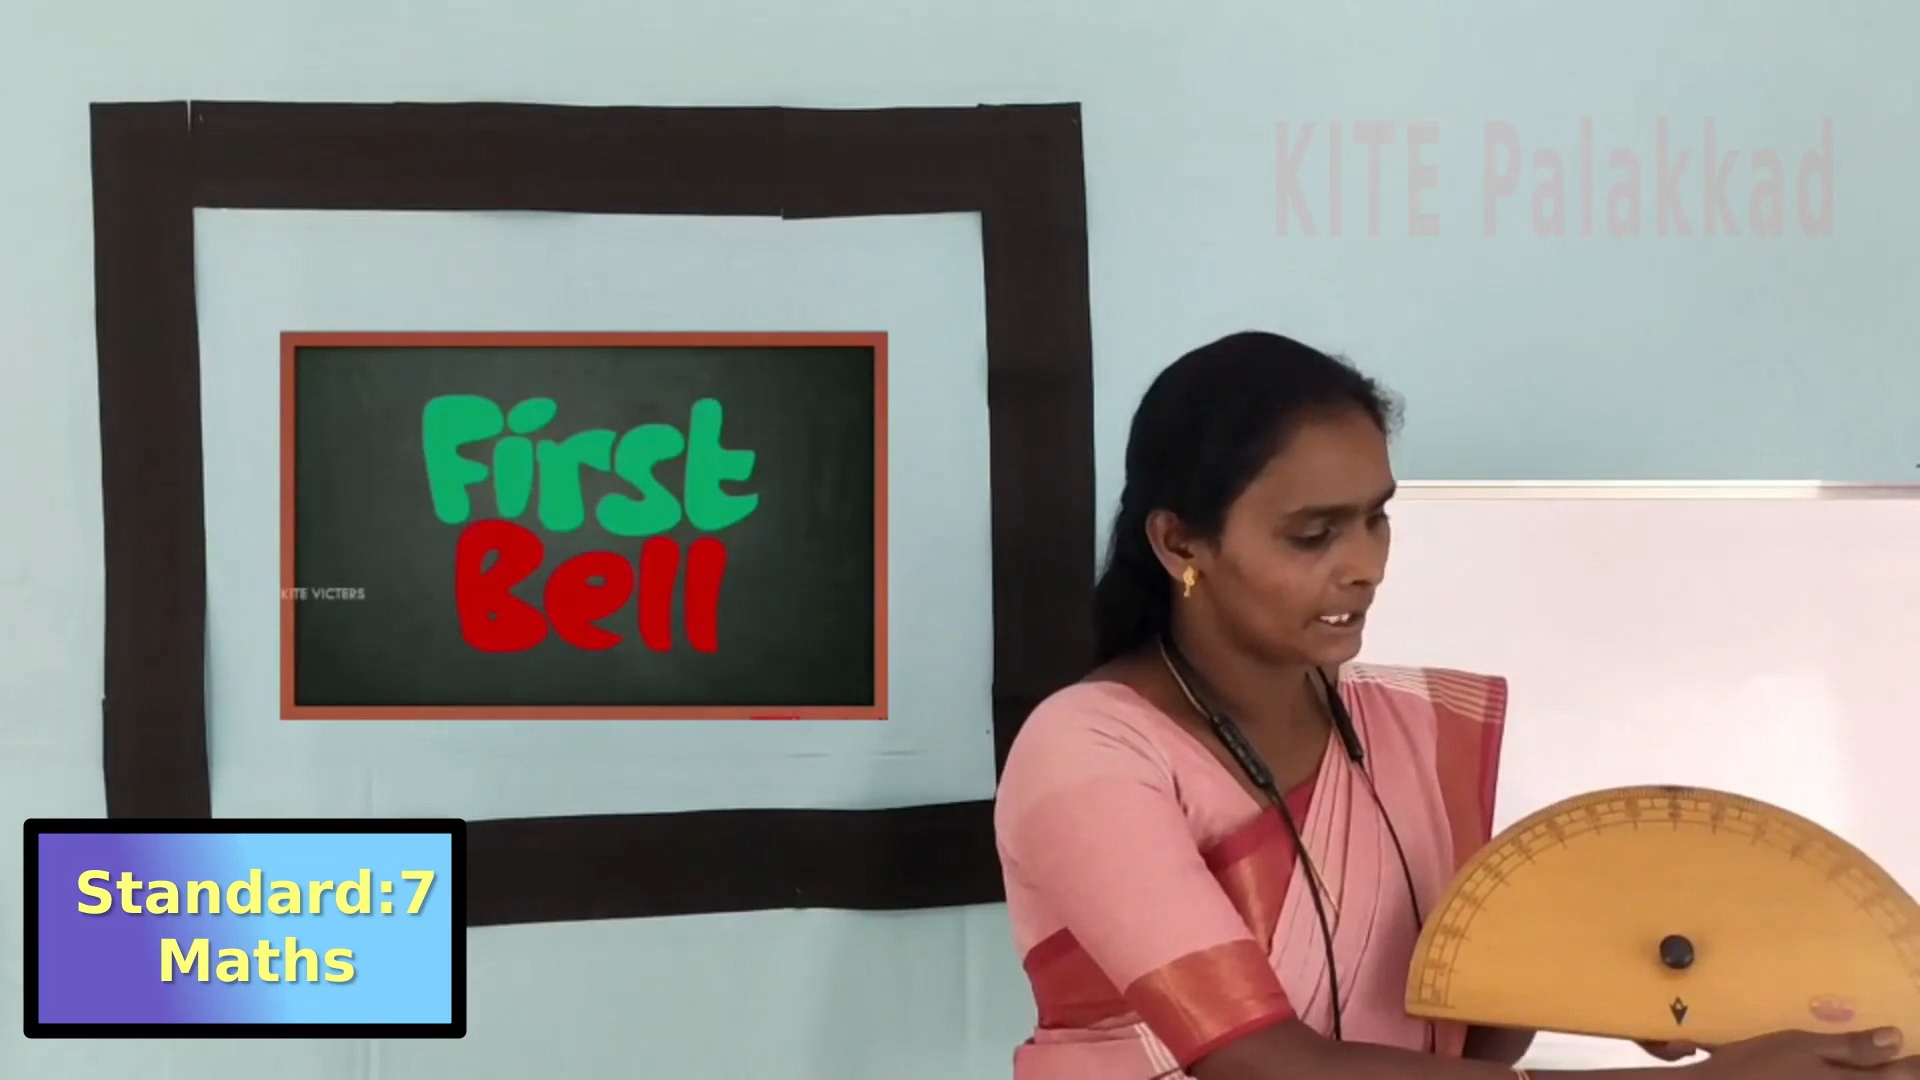 KITE Palakkad
First
Bell
KITE VICTERS
Standard:7
Maths